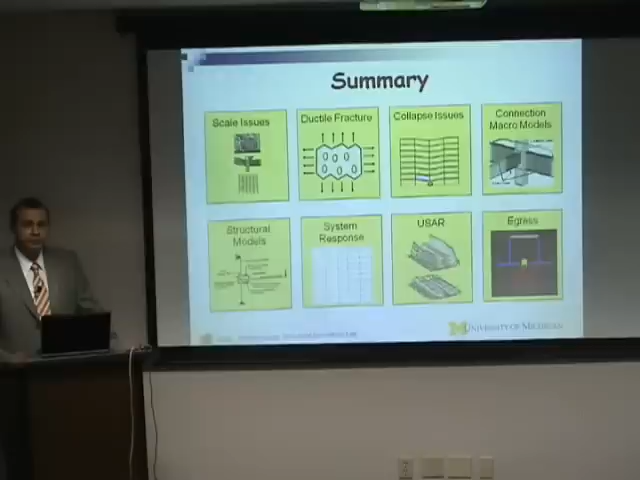 Summary
Scale Issues
Ductile Fracture
Collapse Issues
Connection
Macro Models
Structural
Models
System
Response
USAR
Egress
UNIVERSITY OF MICHIGAN